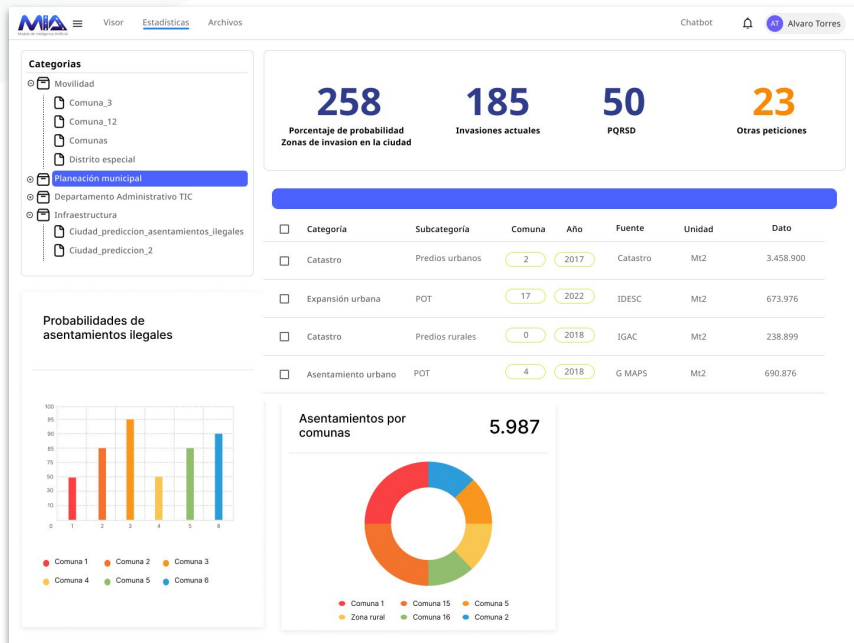 MIA
Modelo de Inteligencia Artificial
Visor
Estadísticas
Archivos
Chatbot
AT
Alvaro Torres
Categorias
Movilidad
Comuna_3
Comuna_12
Comunas
Distrito especial
Planeación municipal
Departamento Administrativo TIC
Infraestructura
Ciudad_prediccion_asentamientos_ilegales
Ciudad_prediccion_2
258
Porcentaje de probabilidad
Zonas de invasion en la ciudad
185
Invasiones actuales
50
PQRSD
23
Otras peticiones
Categoría Subcategoría Comuna Año Fuente Unidad Dato
Catastro Predios urbanos 2 2017 Catastro Mt2 3.458.900
Expansión urbana POT 17 2022 IDESC Mt2 673.976
Catastro Predios rurales 0 2018 IGAC Mt2 238.899
Asentamiento urbano POT 4 2018 G MAPS Mt2 690.876
Probabilidades de
asentamientos ilegales
100
95
90
85
75
50
30
10
0 1 2 3 4 5 6
Comuna 1 Comuna 2 Comuna 3
Comuna 4 Comuna 5 Comuna 6
Asentamientos por
comunas
5.987
Comuna 1 Comuna 15 Comuna 5
Zona rural Comuna 16 Comuna 2